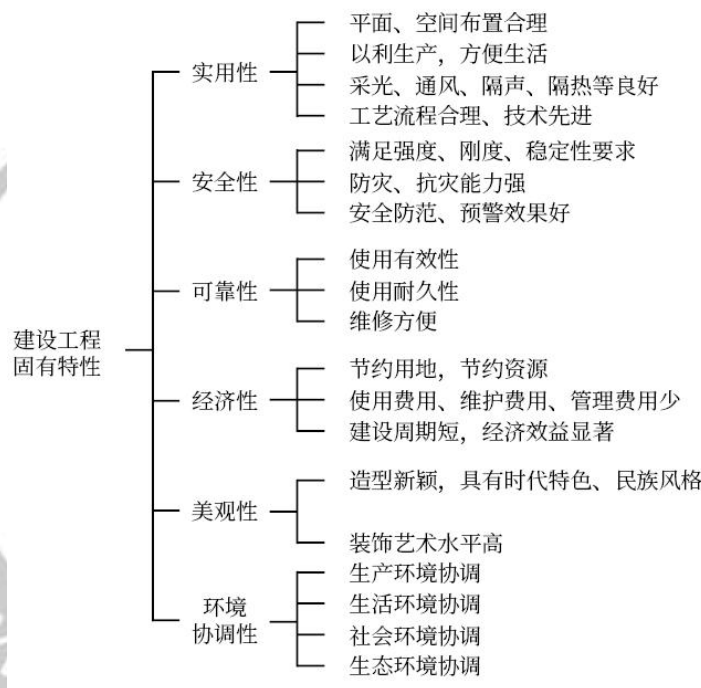 建设工程
固有特性
实用性
平面、空间布置合理
以利生产，方便生活
采光、通风、隔声、隔热等良好
工艺流程合理、技术先进
安全性
满足强度、刚度、稳定性要求
防灾、抗灾能力强
安全防范、预警效果好
可靠性
使用有效性
使用耐久性
维修方便
经济性
节约用地，节约资源
使用费用、维护费用、管理费用少
建设周期短，经济效益显著
美观性
造型新颖，具有时代特色、民族风格
装饰艺术水平高
环境
协调性
生产环境协调
生活环境协调
社会环境协调
生态环境协调